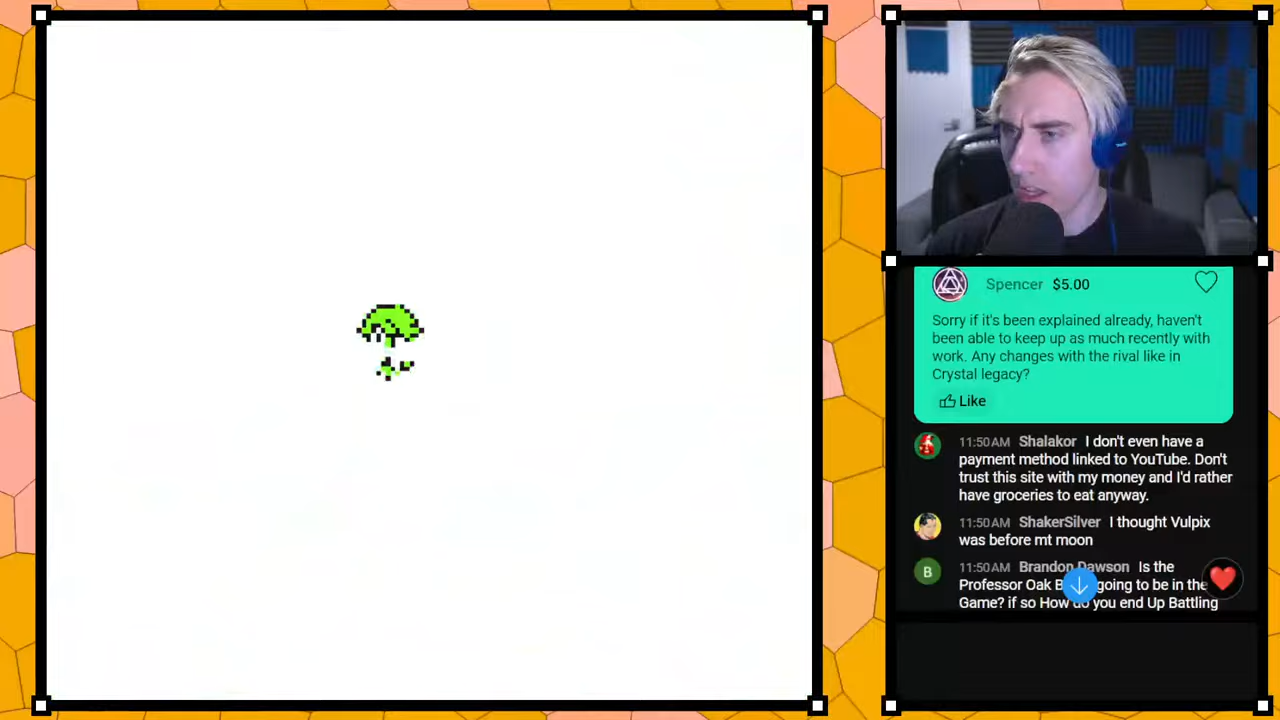 Spencer $5.00
Sorry if it's been explained already, haven't
been able to keep up as much recently with
work. Any changes with the rival like in
Crystal legacy?
Like
11:50AM Shalakor I don't even have a
payment method linked to YouTube. Don't
trust this site with my money and I'd rather
have groceries to eat anyway.
11:50AM ShakerSilver I thought Vulpix
was before mt moon
B
11:50AM Brandon Dawson Is the
Professor Oak B going to be in the
Game? if so How do you end Up Battling